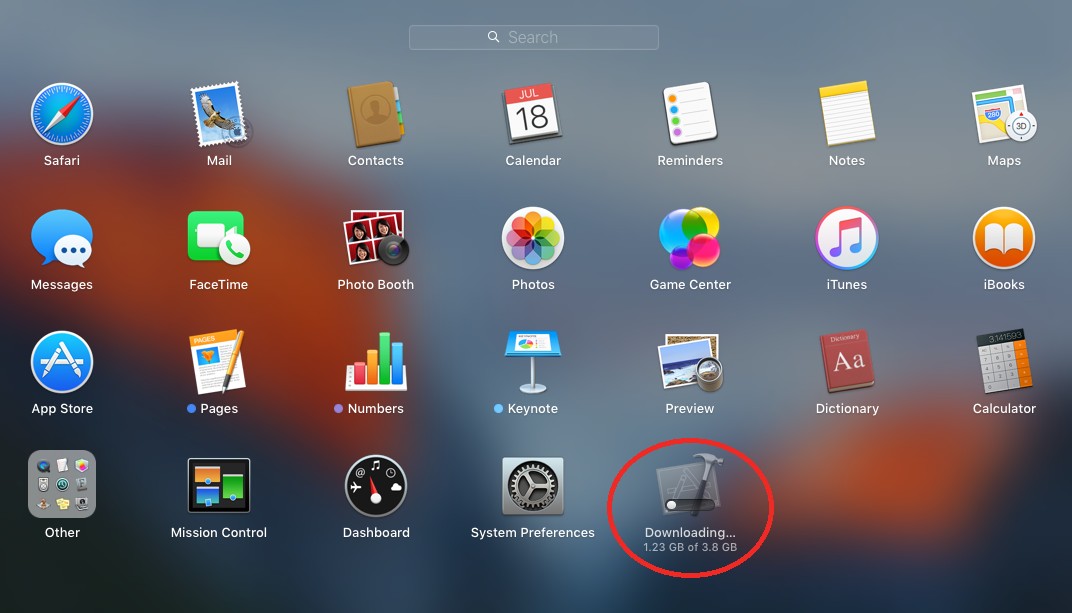 Search
Safari
Mail
Contacts
JUL
18
Calendar
Reminders
Notes
280
3D
Maps
Messages
FaceTime
Photo Booth
Photos
Game Center
iTunes
iBooks
App Store
PAGES
Pages
Numbers
Keynote
Preview
Dictionary
Aa
Dictionary
3.141593
Calculator
Other
Mission Control
@
Dashboard
System Preferences
Downloading...
1.23 GB of 3.8 GB